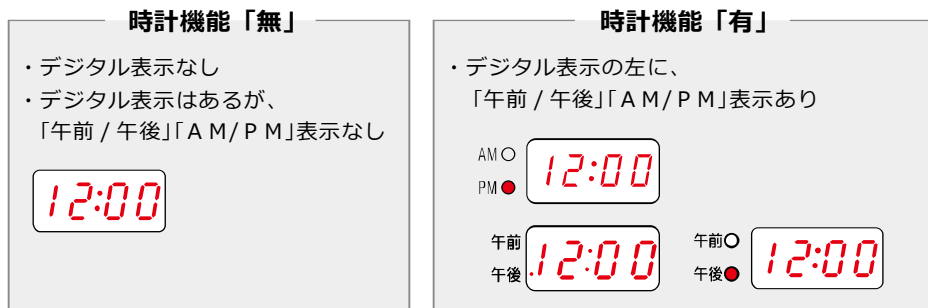 時計機能「無」
・デジタル表示なし
・デジタル表示はあるが、
「午前 / 午後」「ＡＭ/ＰＭ」表示なし
12:00
時計機能「有」
・デジタル表示の左に、
「午前 / 午後」「ＡＭ/ＰＭ」表示あり
AM
PM
12:00
午前
午後
.12:00
午前
午後
12:00